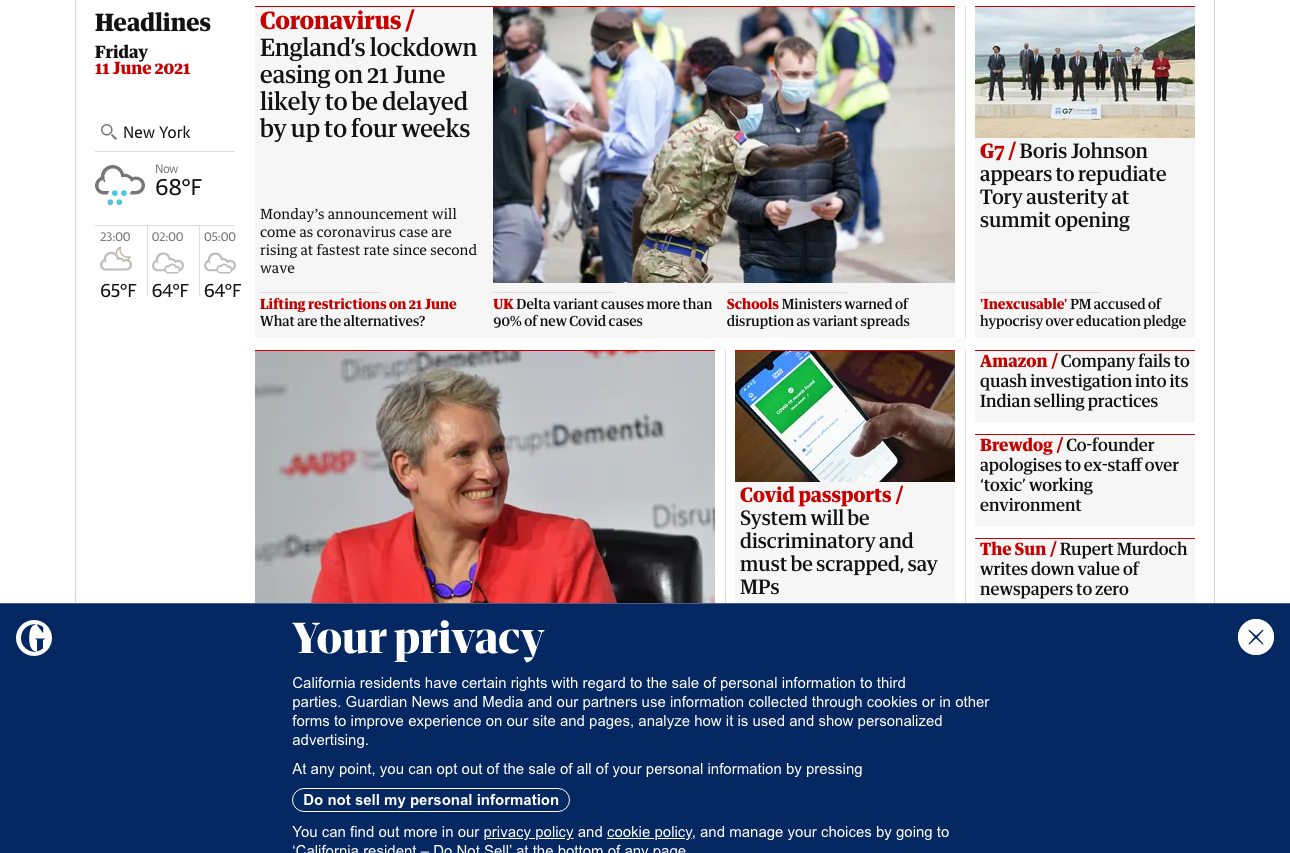 Headlines
Friday
11 June 2021
New York
Now
68°F
23:00
02:00
05:00
65°F
64°F
64°F
Coronavirus /
England's lockdown
easing on 21 June
likely to be delayed
by up to four weeks
Monday's announcement will
come as coronavirus case are
rising at fastest rate since second
wave
Lifting restrictions on 21 June
What are the alternatives?
UK Delta variant causes more than
90% of new Covid cases
Schools Ministers warned of
disruption as variant spreads
G7
G7 / Boris Johnson
appears to repudiate
Tory austerity at
summit opening
'Inexcusable' PM accused of
hypocrisy over education pledge
DisruptDementia
AARP
ruptDementia
Disrup
uptDem
NHS
COVID-19 records found
Covid passports /
System will be
discriminatory and
must be scrapped, say
MPs
Amazon / Company fails to
quash investigation into its
Indian selling practices
Brewdog / Co-founder
apologises to ex-staff over
‘toxic’ working
environment
The Sun / Rupert Murdoch
writes down value of
newspapers to zero
Your privacy
California residents have certain rights with regard to the sale of personal information to third
parties. Guardian News and Media and our partners use information collected through cookies or in other
forms to improve experience on our site and pages, analyze how it is used and show personalized
advertising.
At any point, you can opt out of the sale of all of your personal information by pressing
Do not sell my personal information
You can find out more in our privacy policy and cookie policy, and manage your choices by going to
‘California resident – Do Not Sell’ at the bottom of any page.